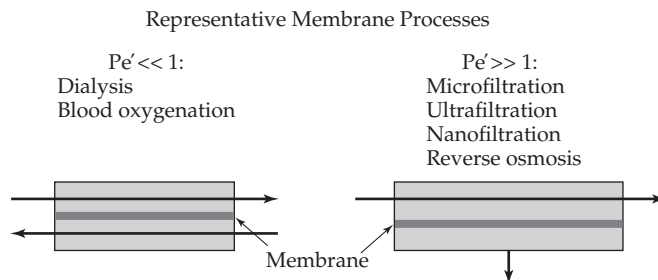 Representative Membrane Processes
Pe′<< 1:
Dialysis
Blood oxygenation
Pe′>> 1:
Microfiltration
Ultrafiltration
Nanofiltration
Reverse osmosis
Membrane